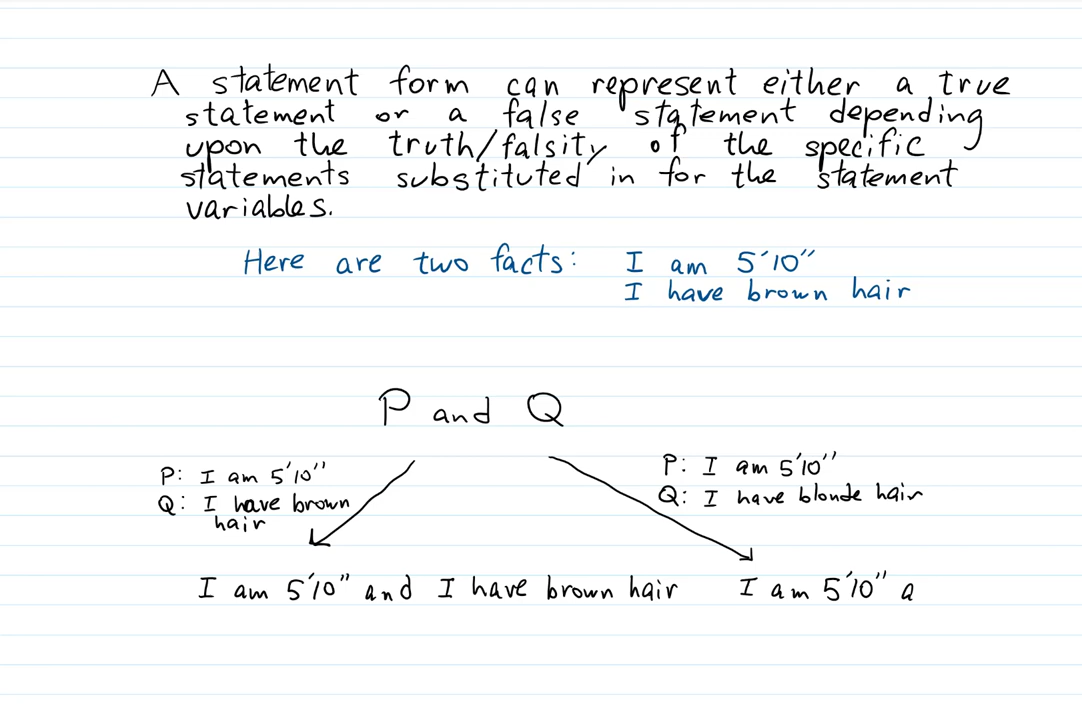 A statement form can represent either a true
statement or a false statement depending
upon the truth/falsity of the specific
statements substituted in for the statement
variables.
Here are two facts: I am 5'10"
I have brown hair
P and Q
P: I am 5'10"
Q: I have brown
hair
P: I am 5'10"
Q: I have blonde hair
I am 5'10" and I have brown hair
I am 5'10" a